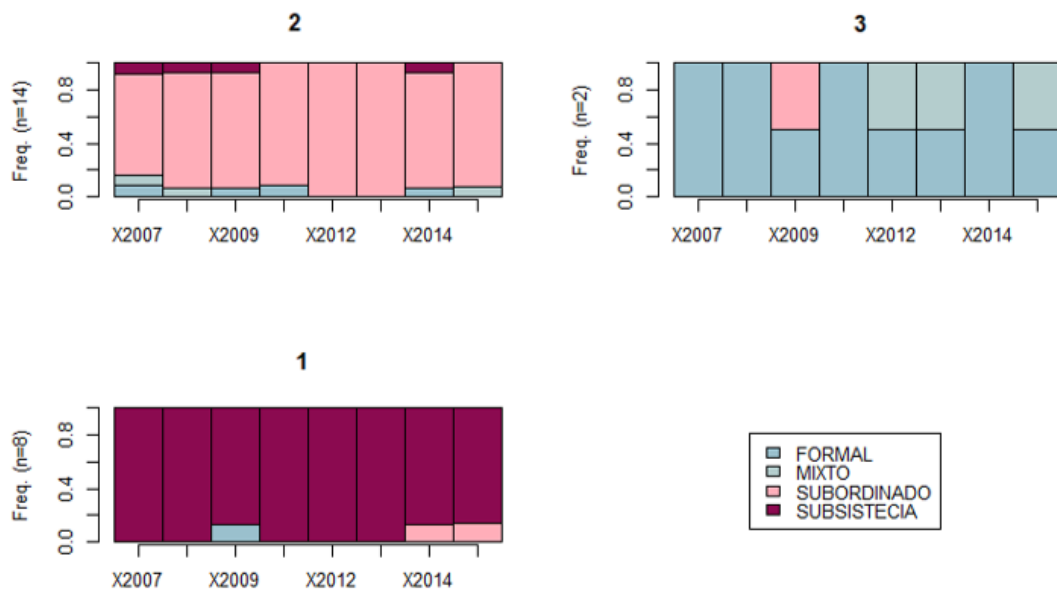 2
Freq. (n=14)
0.0 0.4 0.8
X2007 X2009 X2012 X2014
3
Freq. (n=2)
0.0 0.4 0.8
X2007 X2009 X2012 X2014
1
Freq. (n=8)
0.0 0.4 0.8
X2007 X2009 X2012 X2014
FORMAL
MIXTO
SUBORDINADO
SUBSISTECIA